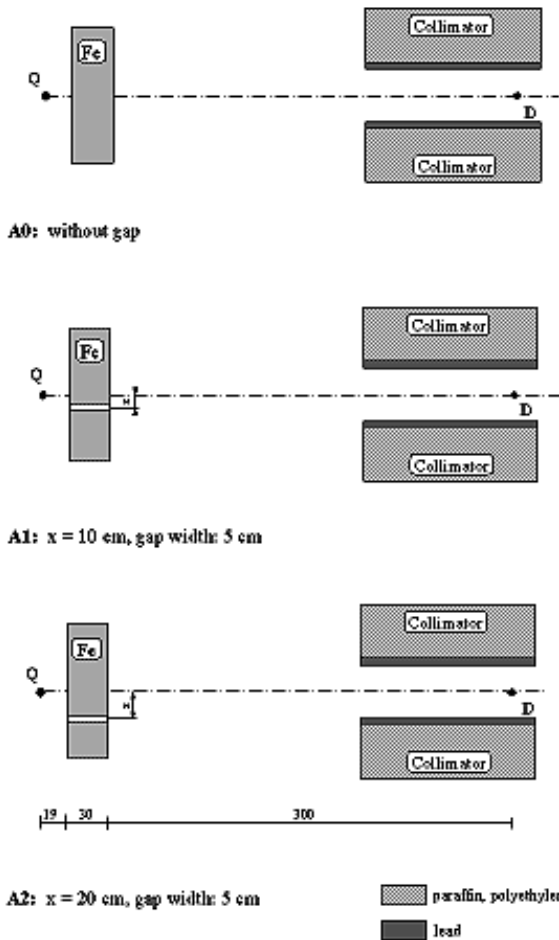 Collimator
Fe
Q
D
Collimator
A0: without gap
Collimator
Fe
Q
x
D
Collimator
A1: x = 10 cm, gap width: 5 cm
Collimator
Fe
Q
x
D
Collimator
19 30 300
A2: x = 20 cm, gap width: 5 cm
paraffin, polyethylen
lead